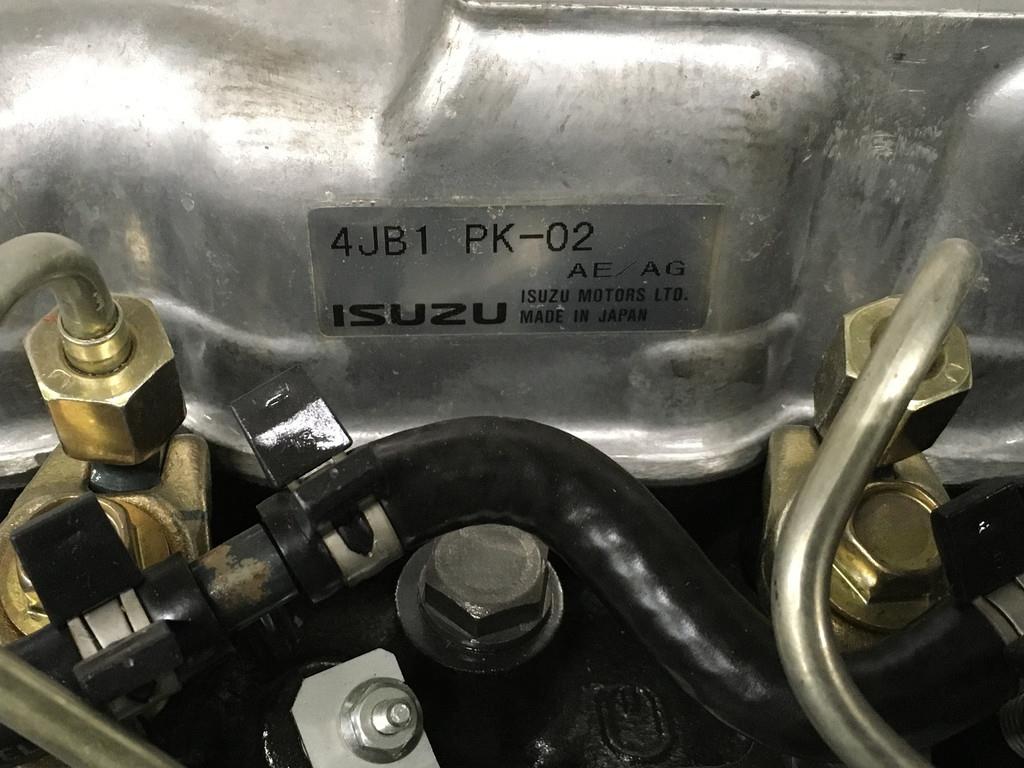 4JB1 PK-02
AE/AG
ISUZU ISUZU MOTORS LTD.
MADE IN JAPAN